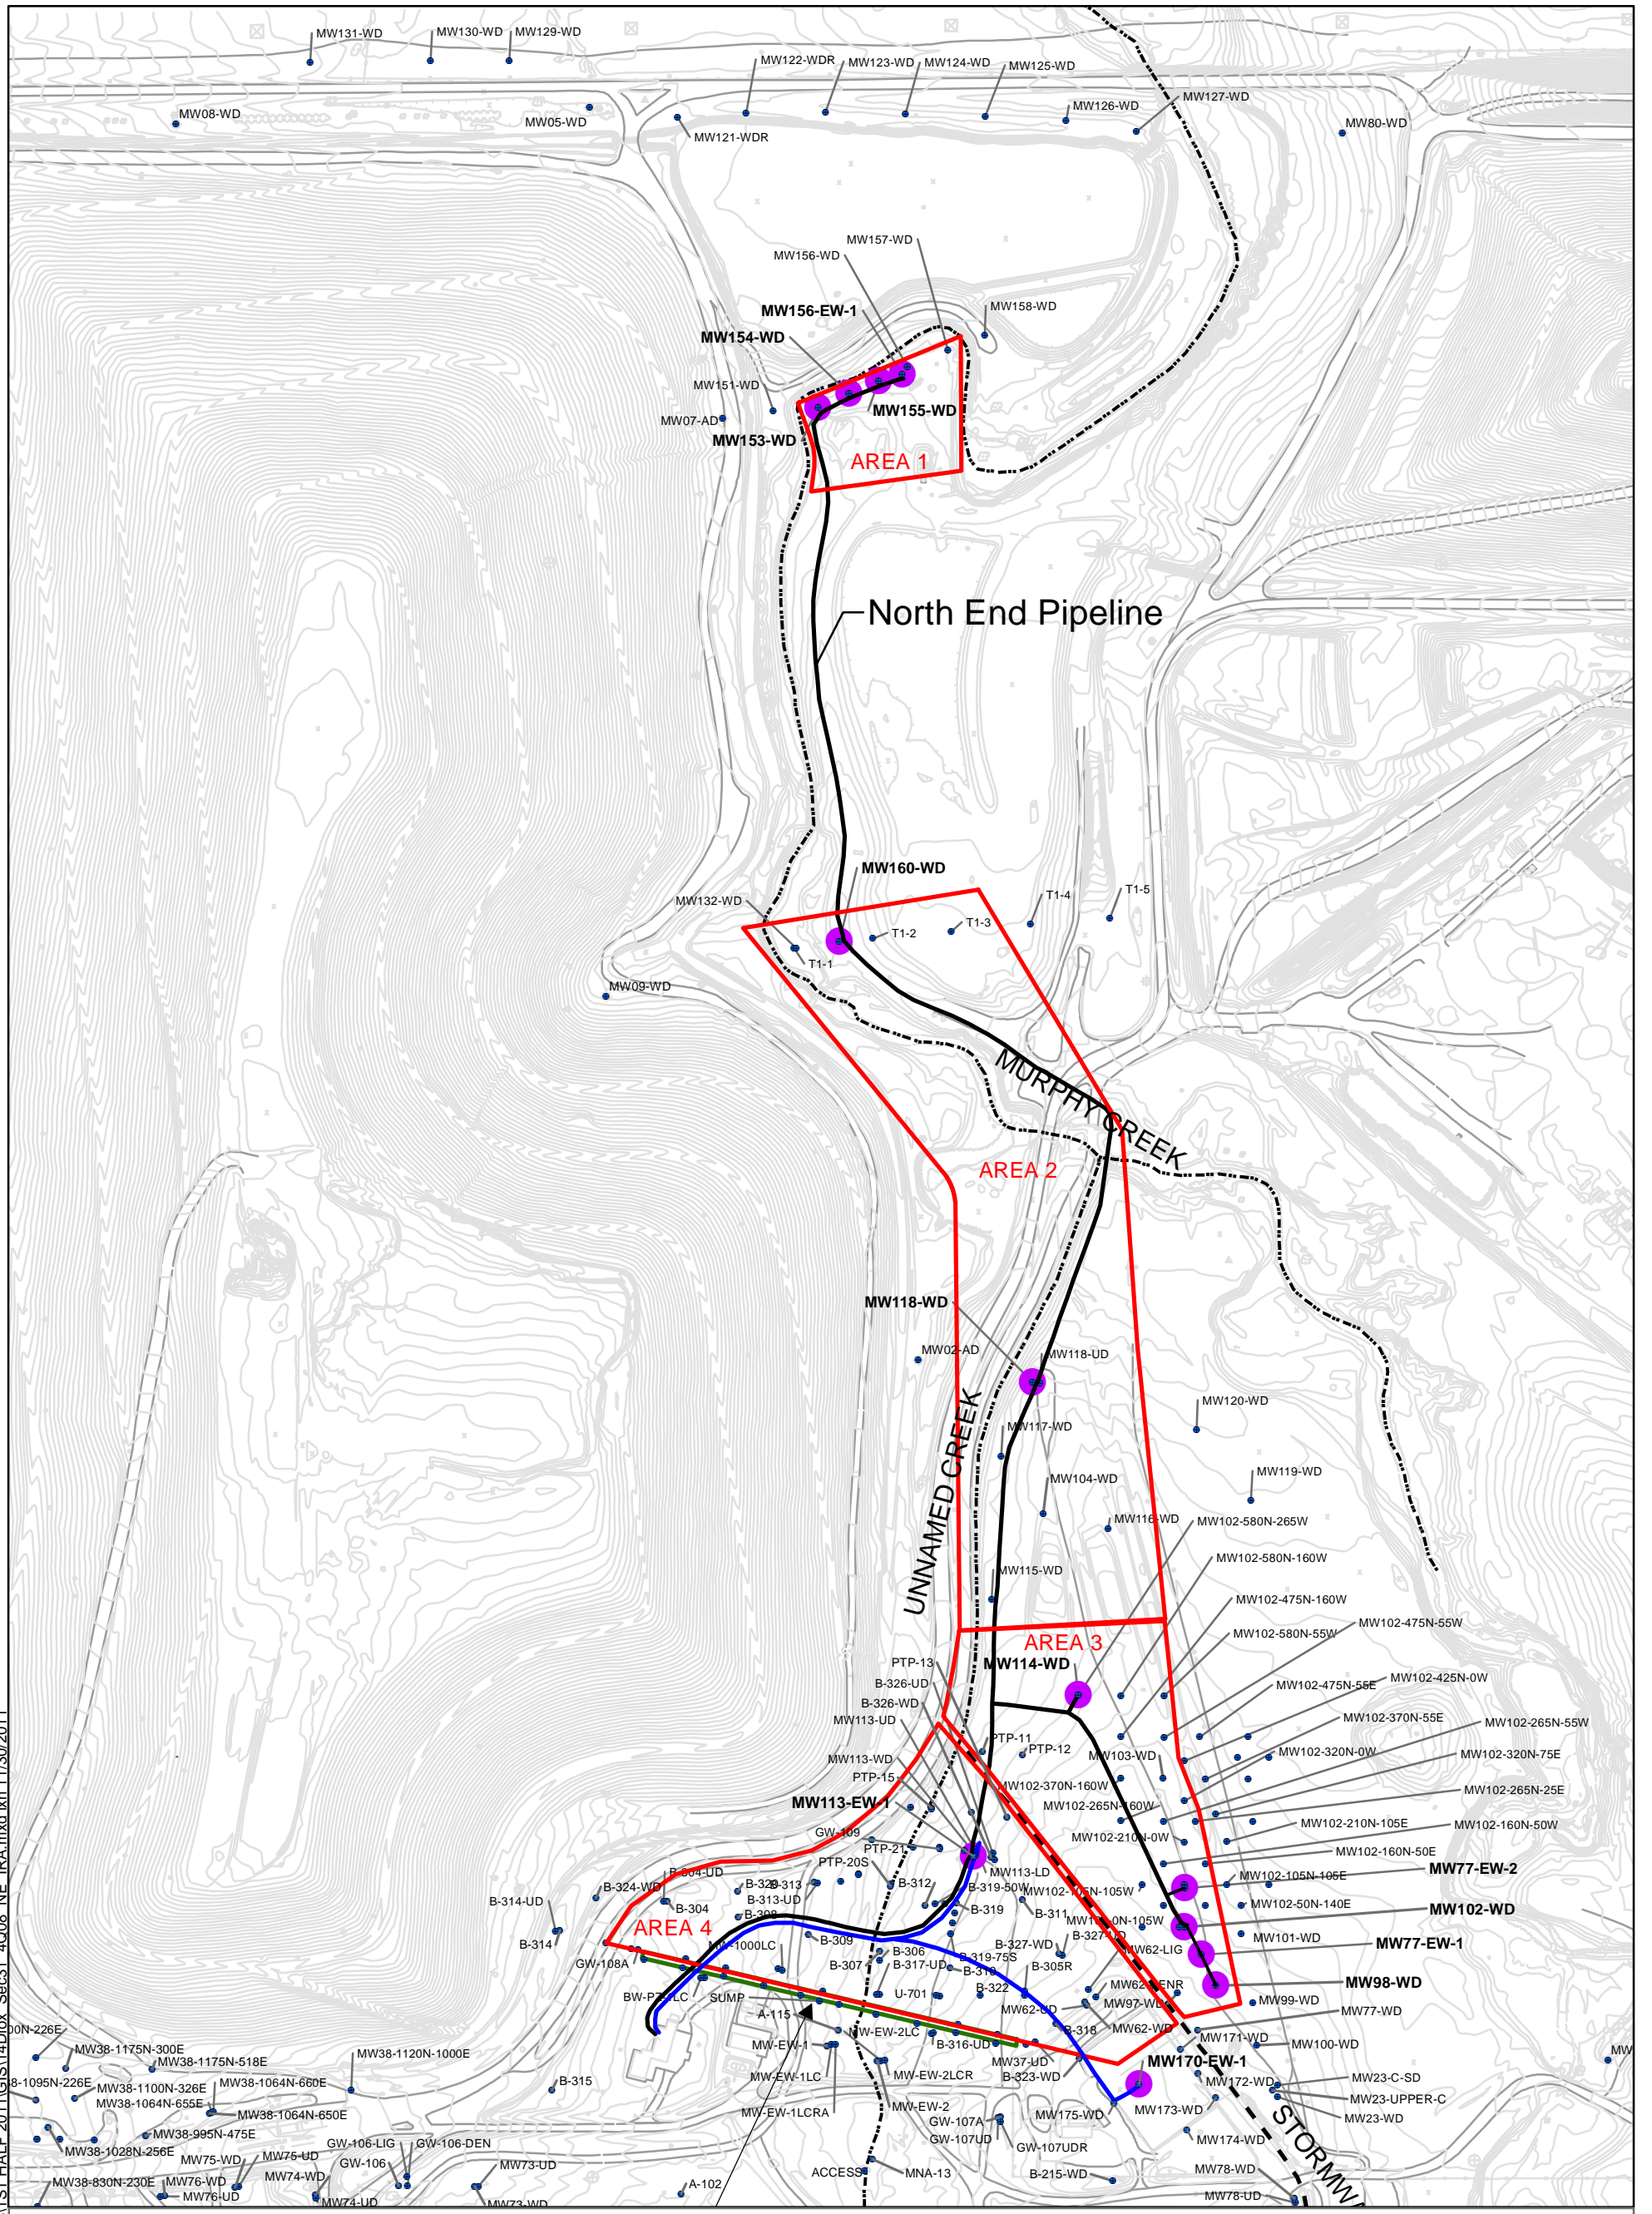 MW131-WD
MW130-WD
MW129-WD
MW122-WDR
MW123-WD
MW124-WD
MW125-WD
MW08-WD
MW05-WD
MW121-WDR
MW126-WD
MW127-WD
MW80-WD
MW157-WD
MW156-WD
MW156-EW-1
MW158-WD
MW154-WD
MW151-WD
MW07-AD
MW155-WD
MW153-WD
AREA 1
North End Pipeline
MW160-WD
MW132-WD
T1-4
T1-5
T1-3
T1-2
T1-1
MW09-WD
MURPHY CREEK
AREA 2
MW118-WD
MW02-AD
MW118-UD
MW120-WD
MW117-WD
UNNAMED CREEK
MW104-WD
MW119-WD
MW116-WD
MW102-580N-265W
MW102-580N-160W
MW115-WD
MW102-475N-160W
MW102-475N-55W
MW102-580N-55W
AREA 3
PTP-13
MW114-WD
MW102-425N-0W
B-326-UD
MW102-475N-55E
B-326-WD
MW102-370N-55E
MW113-UD
MW102-265N-55W
PTP-11
PTP-12
MW103-WD
MW102-320N-0W
MW102-320N-75E
MW113-WD
PTP-15
MW102-370N-160W
MW102-265N-25E
MW113-EW-1
MW102-265N-160W
MW102-210N-105E
MW102-160N-50W
GW-109
MW102-210N-0W
PTP-21
MW102-160N-50E
PTP-20S
MW113-LD
MW77-EW-2
B-304-UD
MW102-105N-105E
B-320
B-313
B-312
B-319-50W
MW102-105N-105W
B-324-WD
B-313-UD
B-314-UD
B-304
B-308
B-319
B-311
MW102-50N-140E
MW102-WD
AREA 4
B-314
B-309
B-327-WD
MW101-WD
MW77-EW-1
B-306
B-319-75S
MW62-LIG
GW-108A
B-307
B-317-UD
B-310
B-305R
MW98-WD
SUMP
U-701
B-322
MW99-WD
A-115
MW62-UD
MW97-WD
MW77-WD
MW-EW-2LC
B-318
MW62-WD
MW171-WD
MW-EW-1
B-316-UD
MW100-WD
MW38-1175N-300E
MW38-1175N-518E
MW38-1120N-1000E
MW37-UD
MW170-EW-1
MW-EW-1LC
MW-EW-2LCR
B-323-WD
MW172-WD
MW23-C-SD
MW38-1100N-326E
MW38-1064N-660E
B-315
MW23-UPPER-C
MW38-1064N-655E
MW38-1064N-650E
MW-EW-1LCRA
MW-EW-2
MW175-WD
MW173-WD
MW23-WD
GW-107A
MW38-995N-475E
GW-107UD
MW174-WD
STORMWA
MW38-1028N-256E
GW-106-LIG
GW-106-DEN
GW-107UDR
MW75-WD
MW75-UD
GW-106
MW73-UD
ACCESS
MNA-13
B-215-WD
MW78-WD
MW38-830N-230E
MW76-WD
MW74-WD
A-102
MW76-UD
MW74-UD
MW73-WD
MW78-UD